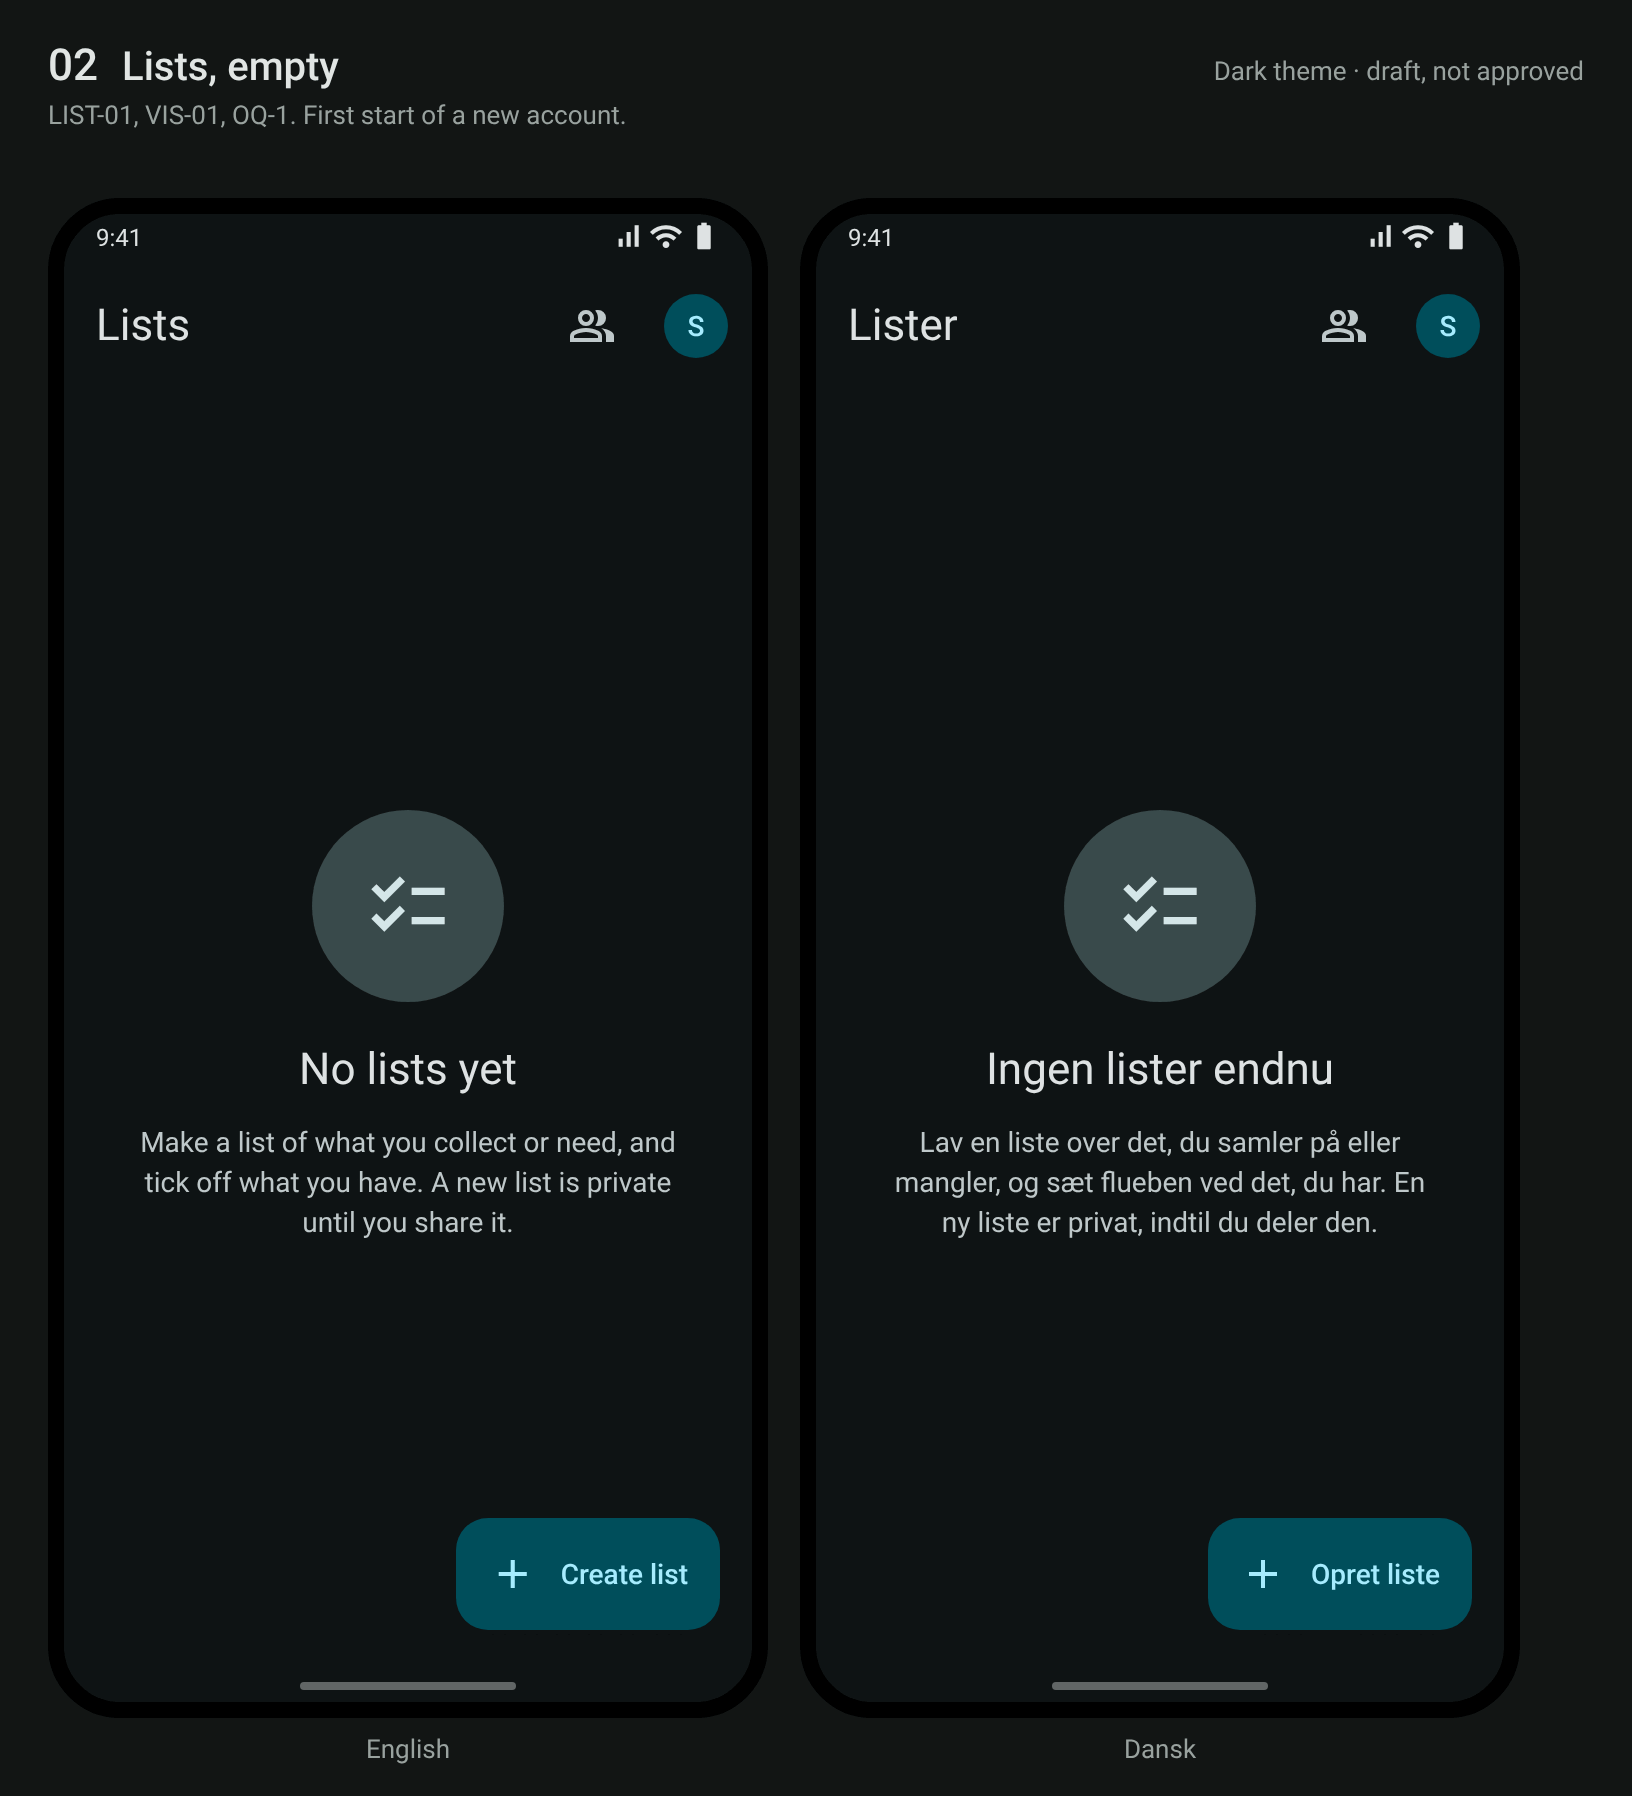 02 Lists, empty
Dark theme · draft, not approved
LIST-01, VIS-01, OQ-1. First start of a new account.
9:41
Lists
S
No lists yet
Make a list of what you collect or need, and
tick off what you have. A new list is private
until you share it.
Create list
English
9:41
Lister
S
Ingen lister endnu
Lav en liste over det, du samler på eller
mangler, og sæt flueben ved det, du har. En
ny liste er privat, indtil du deler den.
Opret liste
Dansk